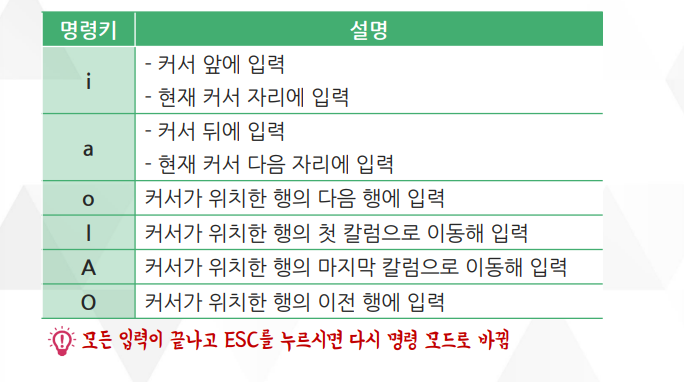 명령키 설명
i
- 커서 앞에 입력
- 현재 커서 자리에 입력
a
- 커서 뒤에 입력
- 현재 커서 다음 자리에 입력
o 커서가 위치한 행의 다음 행에 입력
I 커서가 위치한 행의 첫 칼럼으로 이동해 입력
A 커서가 위치한 행의 마지막 칼럼으로 이동해 입력
O 커서가 위치한 행의 이전 행에 입력
모든 입력이 끝나고 ESC를 누르시면 다시 명령 모드로 바뀜